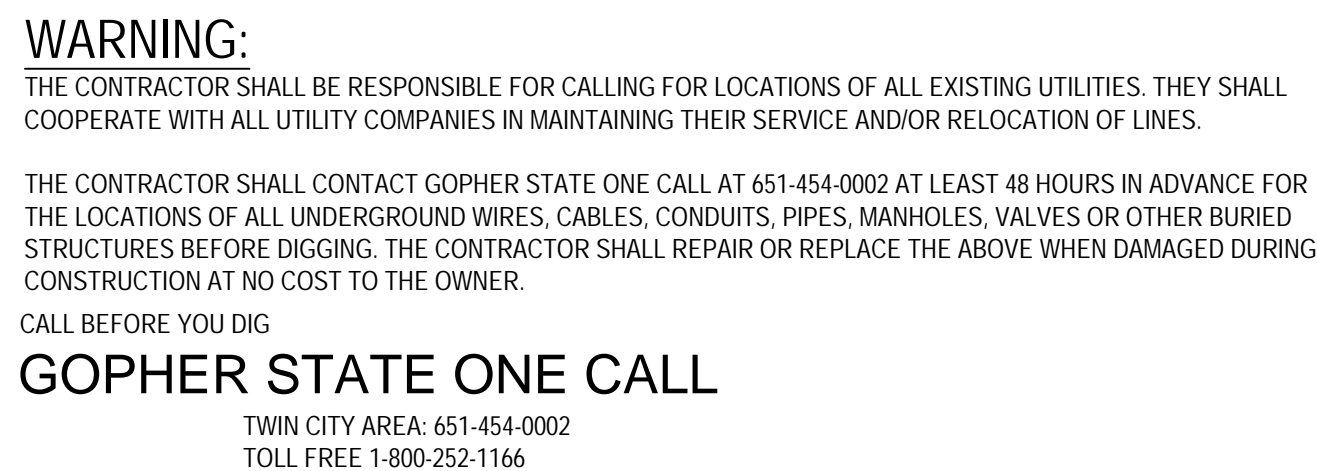 WARNING:
THE CONTRACTOR SHALL BE RESPONSIBLE FOR CALLING FOR LOCATIONS OF ALL EXISTING UTILITIES. THEY SHALL
COOPERATE WITH ALL UTILITY COMPANIES IN MAINTAINING THEIR SERVICE AND/OR RELOCATION OF LINES.
THE CONTRACTOR SHALL CONTACT GOPHER STATE ONE CALL AT 651-454-0002 AT LEAST 48 HOURS IN ADVANCE FOR
THE LOCATIONS OF ALL UNDERGROUND WIRES, CABLES, CONDUITS, PIPES, MANHOLES, VALVES OR OTHER BURIED
STRUCTURES BEFORE DIGGING. THE CONTRACTOR SHALL REPAIR OR REPLACE THE ABOVE WHEN DAMAGED DURING
CONSTRUCTION AT NO COST TO THE OWNER.
CALL BEFORE YOU DIG
GOPHER STATE ONE CALL
TWIN CITY AREA: 651-454-0002
TOLL FREE 1-800-252-1166